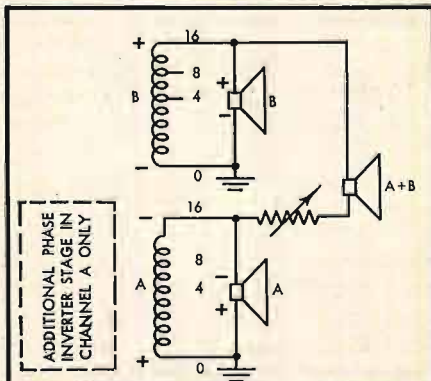 +
16
8
B
4
+
-
B
-
0
A+B
-
16
8
A
4
-
+
A
+
0
ADDITIONAL PHASE
INVERTER STAGE IN
CHANNEL A ONLY